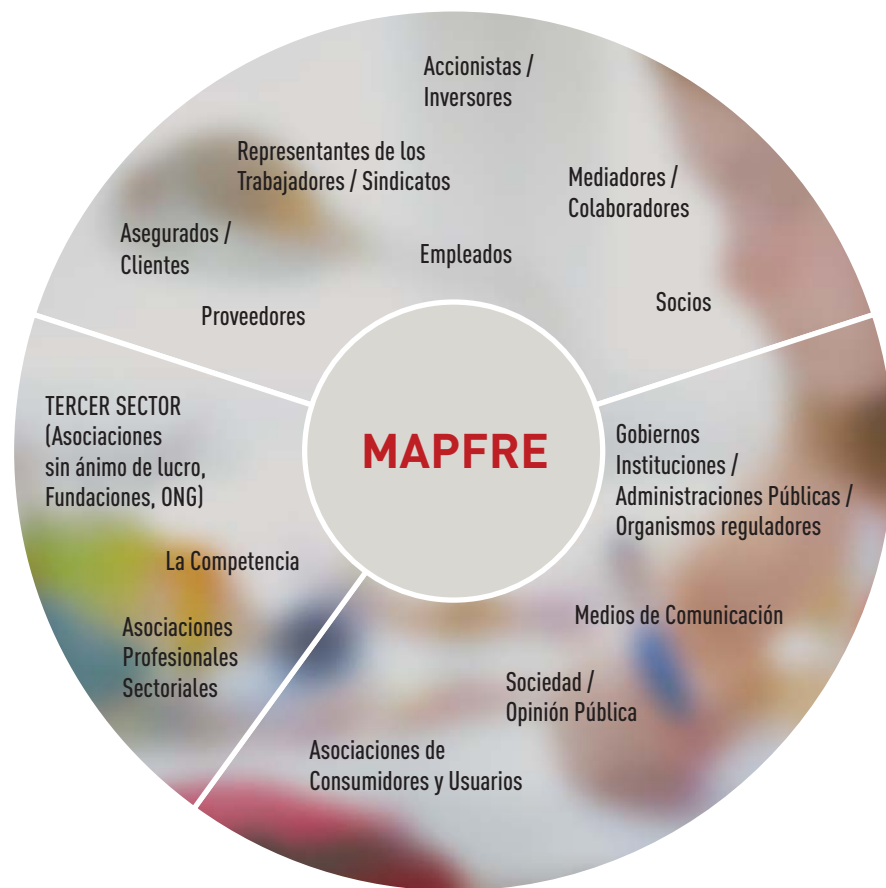 Accionistas /
Inversores
Representantes de los
Trabajadores / Sindicatos
Mediadores /
Colaboradores
Asegurados /
Clientes
Empleados
Proveedores
Socios
TERCER SECTOR
(Asociaciones
sin ánimo de lucro,
Fundaciones, ONG)
MAPFRE
Gobiernos
Instituciones /
Administraciones Públicas /
Organismos reguladores
La Competencia
Medios de Comunicación
Asociaciones
Profesionales
Sectoriales
Sociedad /
Opinión Pública
Asociaciones de
Consumidores y Usuarios